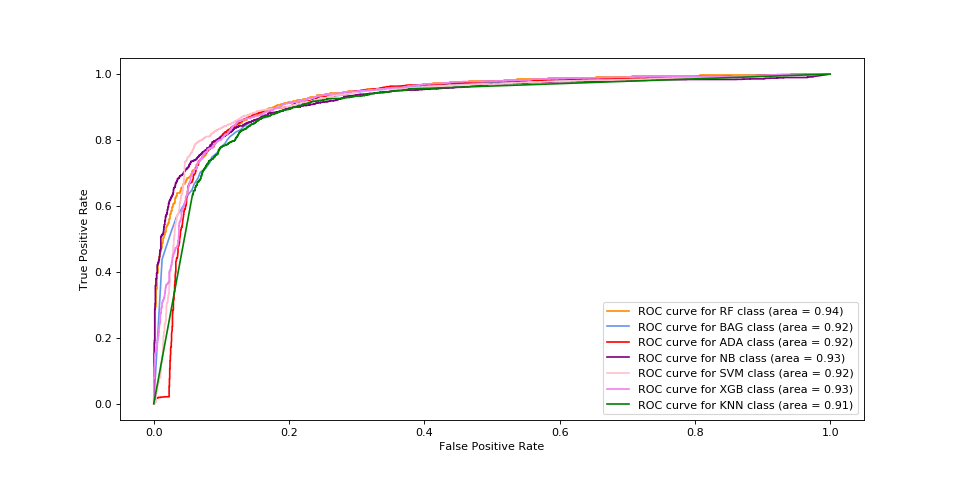 1.0
0.8
0.6
0.4
0.2
0.0
True Positive Rate
0.0 0.2 0.4 0.6 0.8 1.0
False Positive Rate
ROC curve for RF class (area = 0.94)
ROC curve for BAG class (area = 0.92)
ROC curve for ADA class (area = 0.92)
ROC curve for NB class (area = 0.93)
ROC curve for SVM class (area = 0.92)
ROC curve for XGB class (area = 0.93)
ROC curve for KNN class (area = 0.91)